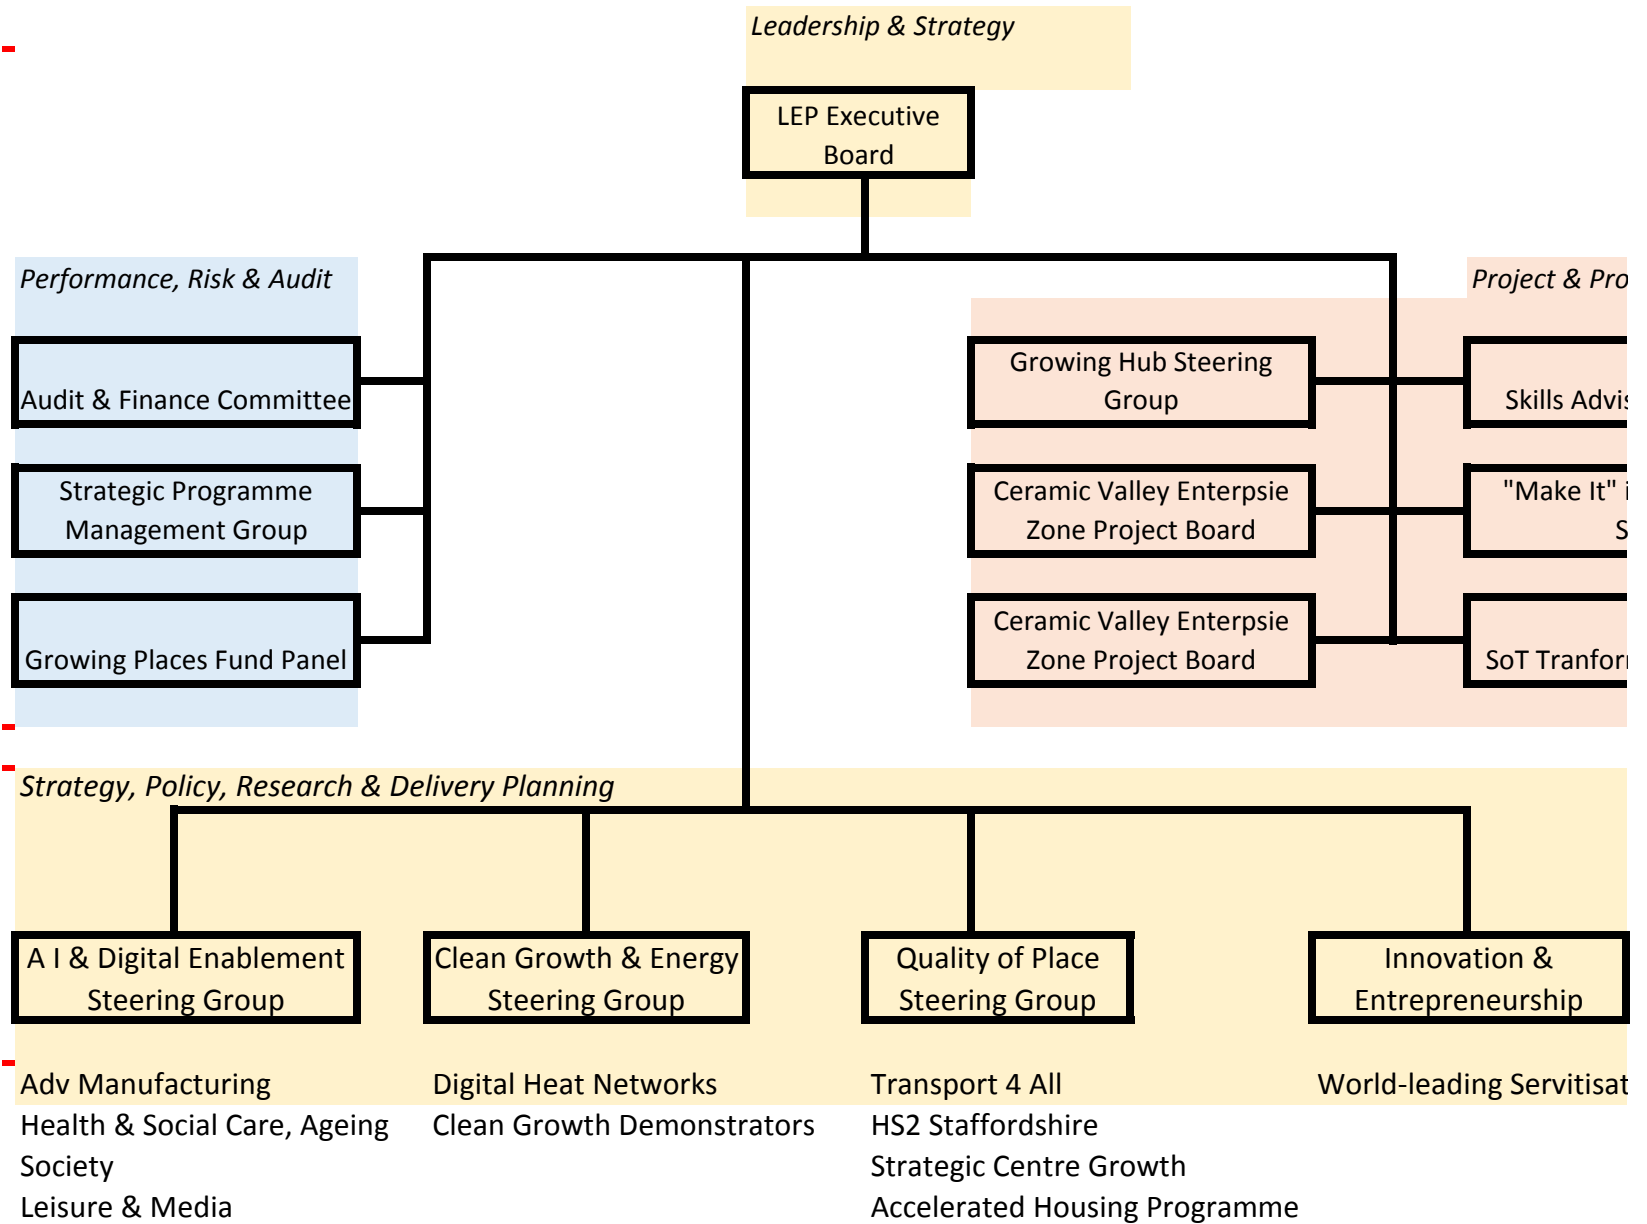 Leadership & Strategy
LEP Executive
Board
Performance, Risk & Audit
Project & Pro
Audit & Finance Committee
Growing Hub Steering
Group
Skills Advis
Strategic Programme
Management Group
Ceramic Valley Enterpsie
Zone Project Board
"Make It" i
S
Growing Places Fund Panel
Ceramic Valley Enterpsie
Zone Project Board
SoT Tranfor
Strategy, Policy, Research & Delivery Planning
A I & Digital Enablement
Steering Group
Clean Growth & Energy
Steering Group
Quality of Place
Steering Group
Innovation &
Entrepreneurship
Adv Manufacturing
Health & Social Care, Ageing
Society
Leisure & Media
Digital Heat Networks
Clean Growth Demonstrators
Transport 4 All
HS2 Staffordshire
Strategic Centre Growth
Accelerated Housing Programme
World-leading Servitisat